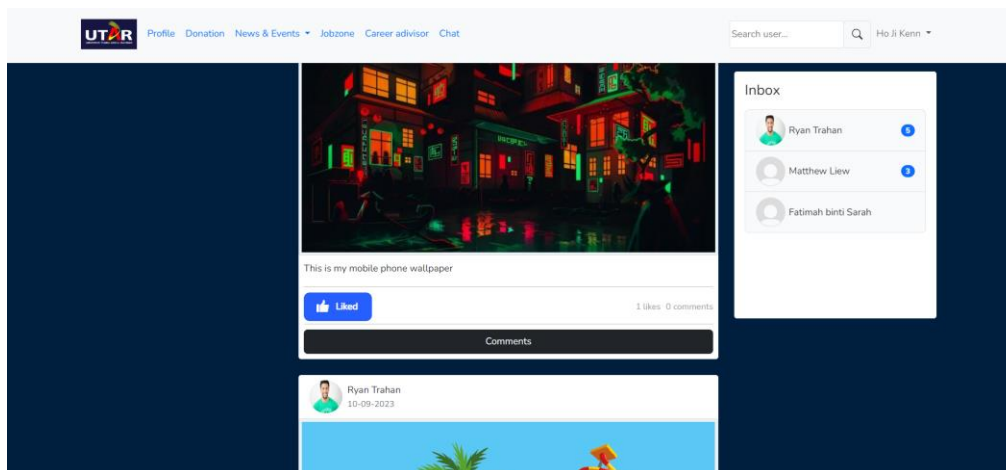 UTAR
Profile Donation News & Events Jobzone Career adivisor Chat
Search user...
Ho Ji Kenn
This is my mobile phone wallpaper
Liked
1 likes 0 comments
Comments
Ryan Trahan
10-09-2023
Inbox
Ryan Trahan 5
Matthew Liew 3
Fatimah binti Sarah